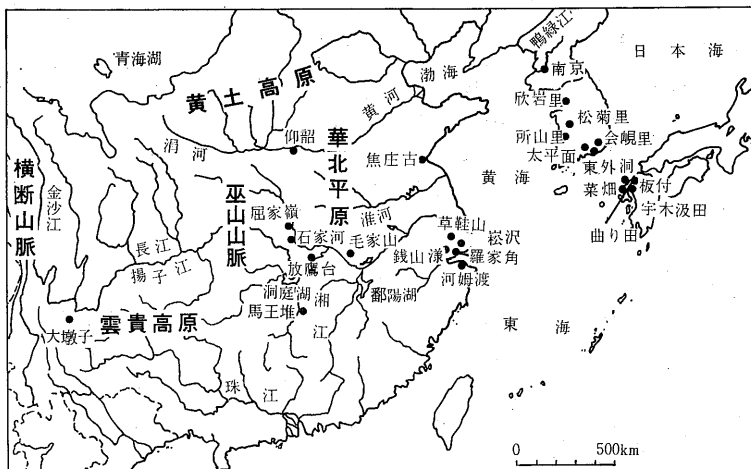 鴨緑江
日本海
青海湖
渤海
南京
黄土高原
黄河
欣岩里
松菊里
仰韶
華北平原
所山里
会峴里
涓河
焦庄古
太平面
横断山脈
金沙江
黄海
東外洞
巫山山脈
菜畑
板付
屈家嶺
淮河
宇木汲田
草鞋山
崧沢
曲り田
石家河
毛家山
長江
銭山漾
羅家角
揚子江
放鷹台
河姆渡
洞庭湖
湘江
鄱陽湖
馬王堆
雲貴高原
東海
大墩子
珠江
0
500km